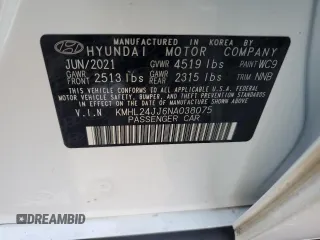 MANUFACTURED IN KOREA BY
HYUNDAI MOTOR COMPANY
JUN/2021 GVWR 4519 lbs PAINT WC9
GAWR FRONT 2513 lbs GAWR REAR 2315 lbs TRIM NNB
THIS VEHICLE CONFORMS TO ALL APPLICABLE U.S.A FEDERAL
MOTOR VEHICLE SAFETY, BUMPER, AND THEFT PREVENTION
STANDARDS IN EFFECT ON THE DATE OF MANUFACTURE
SHOWN ABOVE.
V.I.N KMHL24JJ6NA038075
PASSENGER CAR
DREAMBID